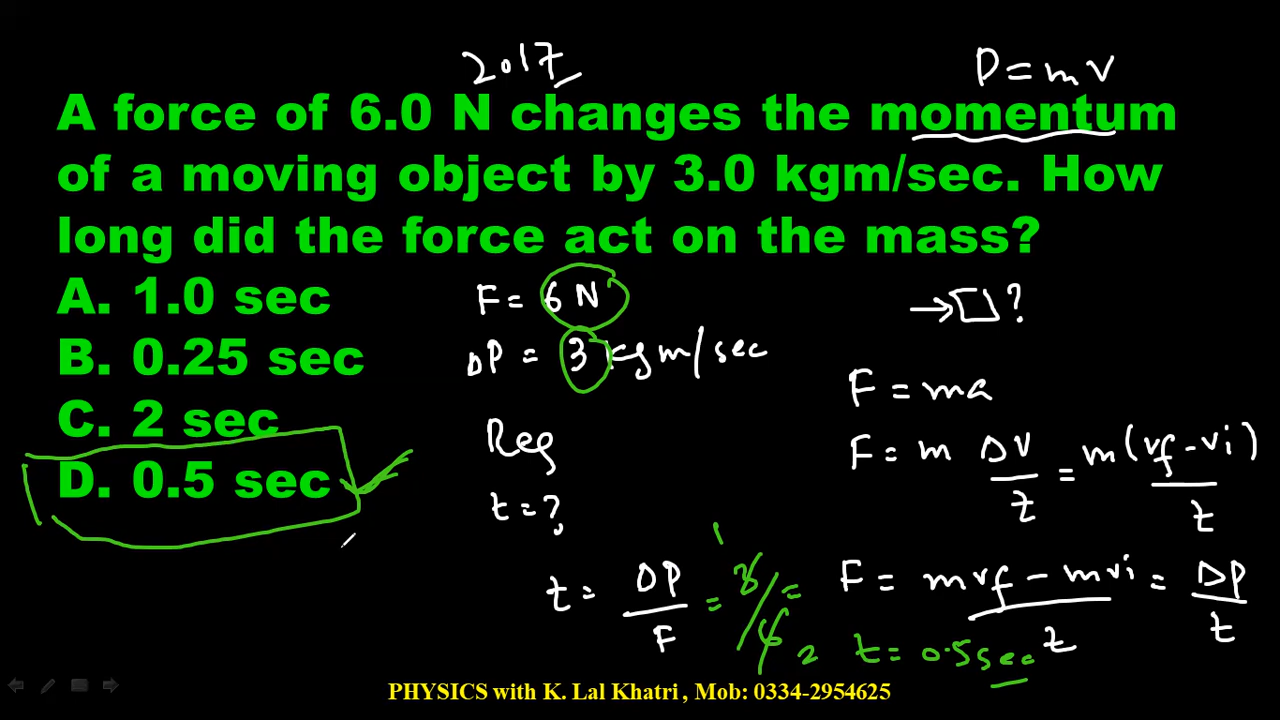 2017
P = mv
A force of 6.0 N changes the momentum
of a moving object by 3.0 kgm/sec. How
long did the force act on the mass?
A. 1.0 sec
B. 0.25 sec
C. 2 sec
D. 0.5 sec
F = 6 N
ΔP = 3 kgm/sec
Req
t = ?
t = ΔP/F = 3/6 =
1
2
→□?
F = ma
F = m Δv/t = m(vf - vi)/t
F = mvf - mvi/t = ΔP/t
t = 0.5 sec
PHYSICS with K. Lal Khatri , Mob: 0334-2954625